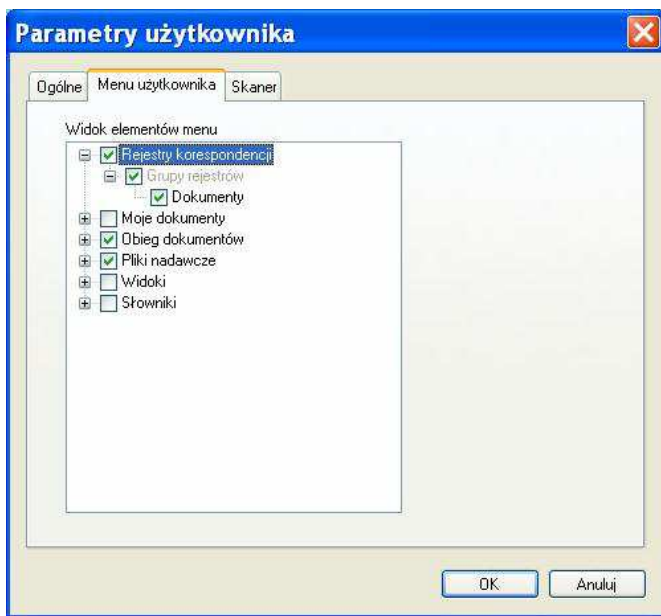 Parametry użytkownika
Ogólne Menu użytkownika Skaner
Widok elementów menu
Rejestry korespondencji
Grupy rejestrów
Dokumenty
Moje dokumenty
Obieg dokumentów
Pliki nadawcze
Widoki
Słowniki
OK Anuluj